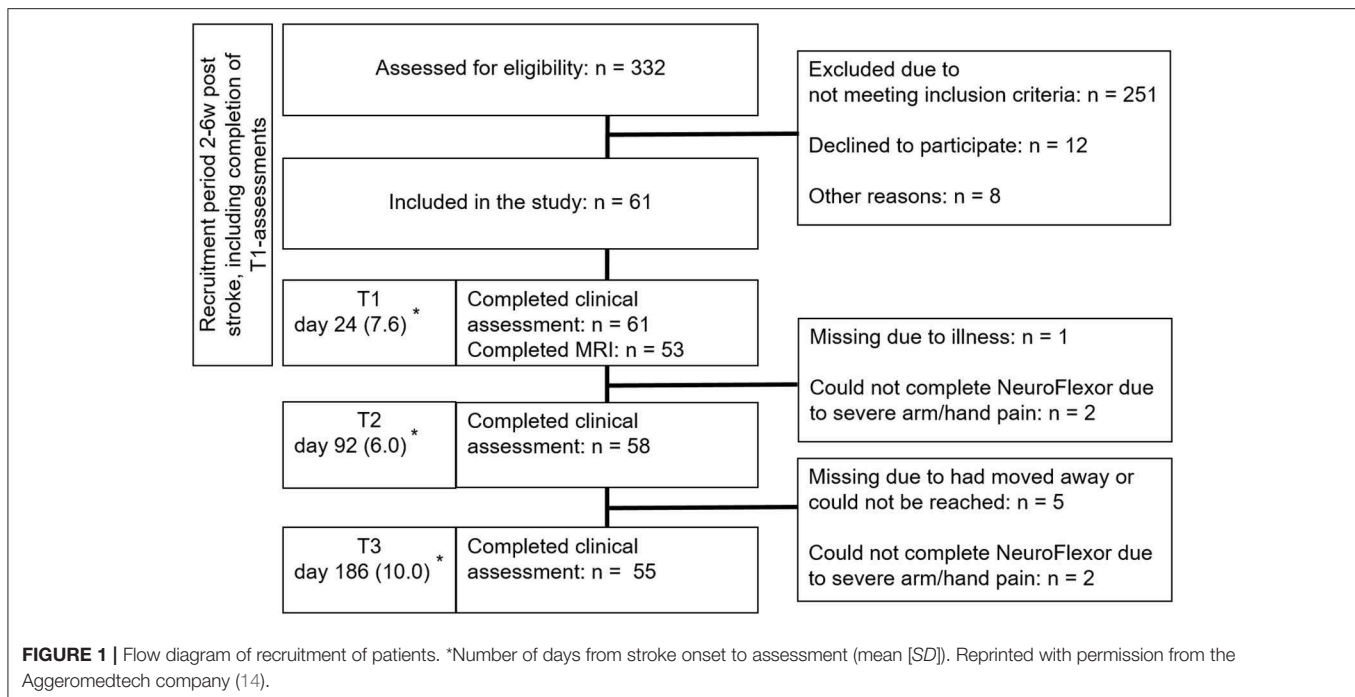 Recruitment period 2-6w post
stroke, including completion of
T1-assessments
Assessed for eligibility: n = 332
Excluded due to
not meeting inclusion criteria: n = 251
Declined to participate: n = 12
Other reasons: n = 8
Included in the study: n = 61
T1
day 24 (7.6) *
Completed clinical
assessment: n = 61
Completed MRI: n = 53
Missing due to illness: n = 1
Could not complete NeuroFlexor due
to severe arm/hand pain: n = 2
T2
day 92 (6.0) *
Completed clinical
assessment: n = 58
Missing due to had moved away or
could not be reached: n = 5
Could not complete NeuroFlexor due
to severe arm/hand pain: n = 2
T3
day 186 (10.0) *
Completed clinical
assessment: n = 55
FIGURE 1 | Flow diagram of recruitment of patients. *Number of days from stroke onset to assessment (mean [SD]). Reprinted with permission from the
Aggeromedtech company (14).